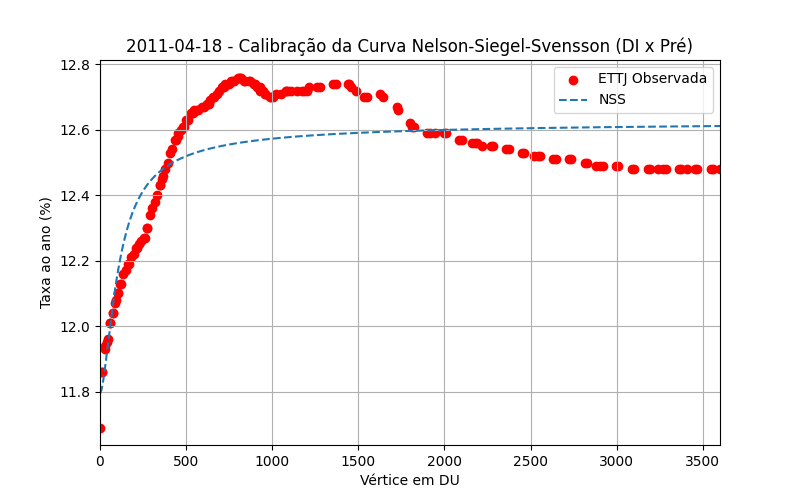 2011-04-18 - Calibração da Curva Nelson-Siegel-Svensson (DI x Pré)
12.8
12.6
12.4
12.2
12.0
11.8
Taxa ao ano (%)
ETTJ Observada
NSS
0
500
1000
1500
2000
2500
3000
3500
Vértice em DU